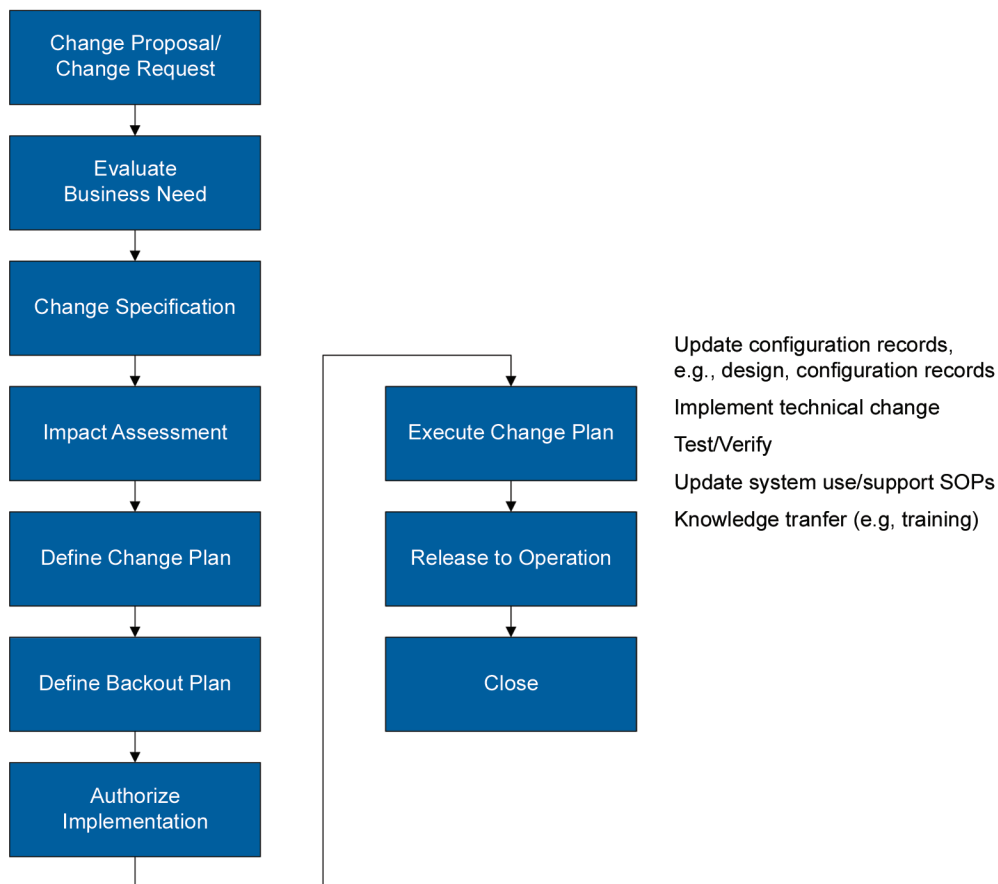 Change Proposal/
Change Request
Evaluate
Business Need
Change Specification
Impact Assessment
Define Change Plan
Define Backout Plan
Authorize
Implementation
Execute Change Plan
Release to Operation
Close
Update configuration records,
e.g., design, configuration records
Implement technical change
Test/Verify
Update system use/support SOPs
Knowledge tranfer (e.g, training)